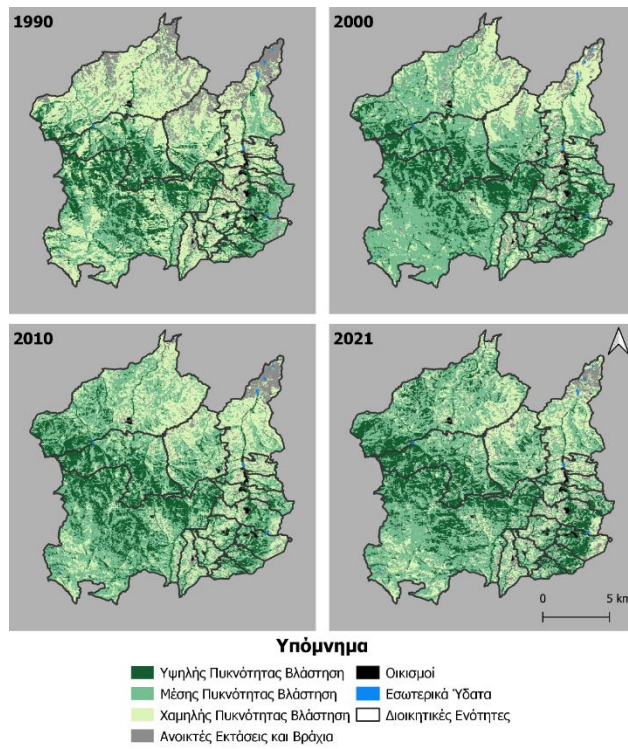 1990
2000
2010
2021
0 5 km
Υπόμνημα
Υψηλής Πυκνότητας Βλάστηση
Οικισμοί
Μέσης Πυκνότητας Βλάστηση
Εσωτερικά Ύδατα
Χαμηλής Πυκνότητας Βλάστηση
Διοικητικές Ενότητες
Ανοικτές Εκτάσεις και Βράχια